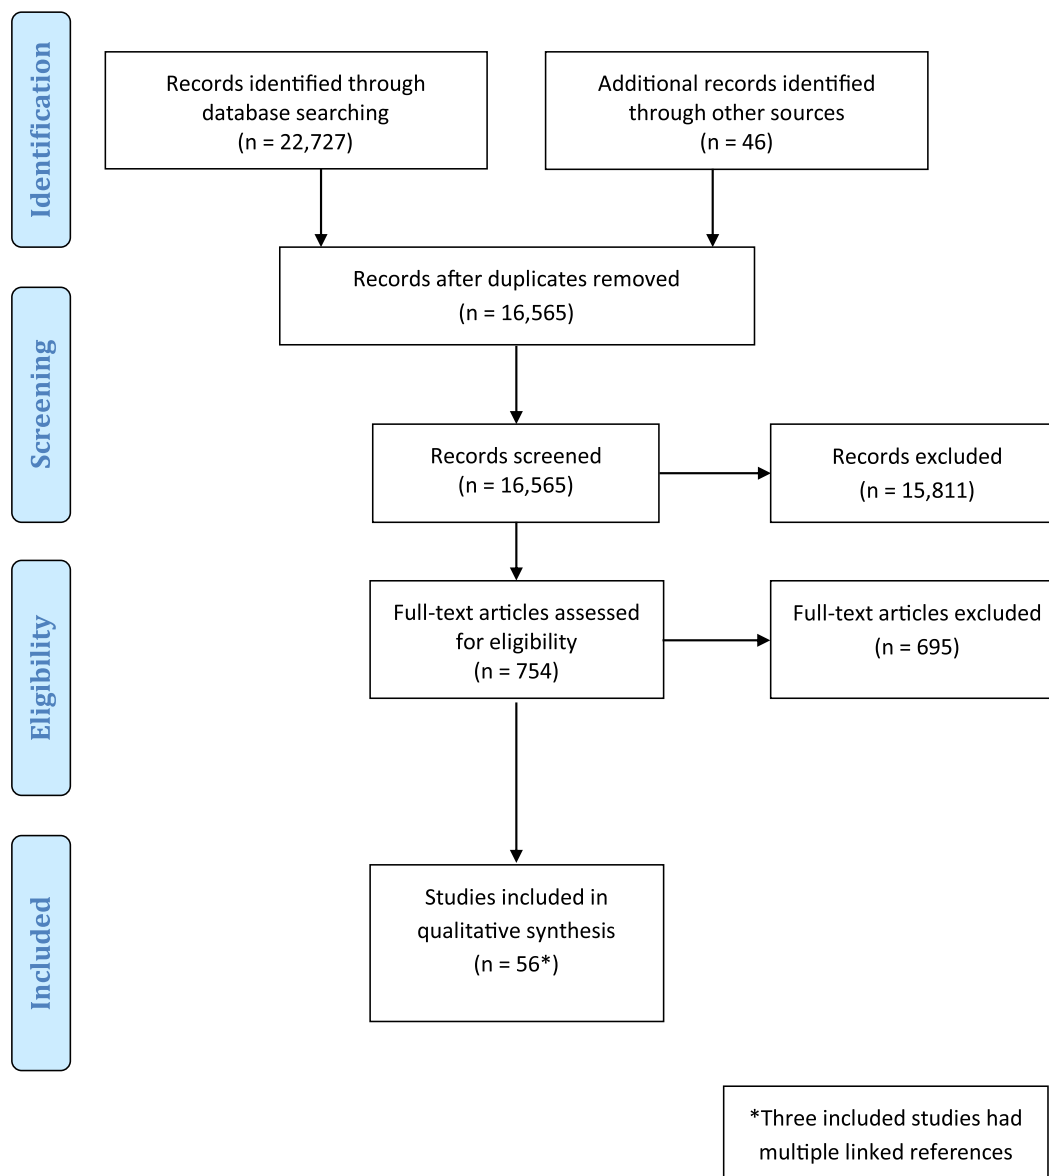 Identification
Records identified through
database searching
(n = 22,727)
Additional records identified
through other sources
(n = 46)
Records after duplicates removed
(n = 16,565)
Screening
Records screened
(n = 16,565)
Records excluded
(n = 15,811)
Eligibility
Full-text articles assessed
for eligibility
(n = 754)
Full-text articles excluded
(n = 695)
Included
Studies included in
qualitative synthesis
(n = 56*)
*Three included studies had
multiple linked references